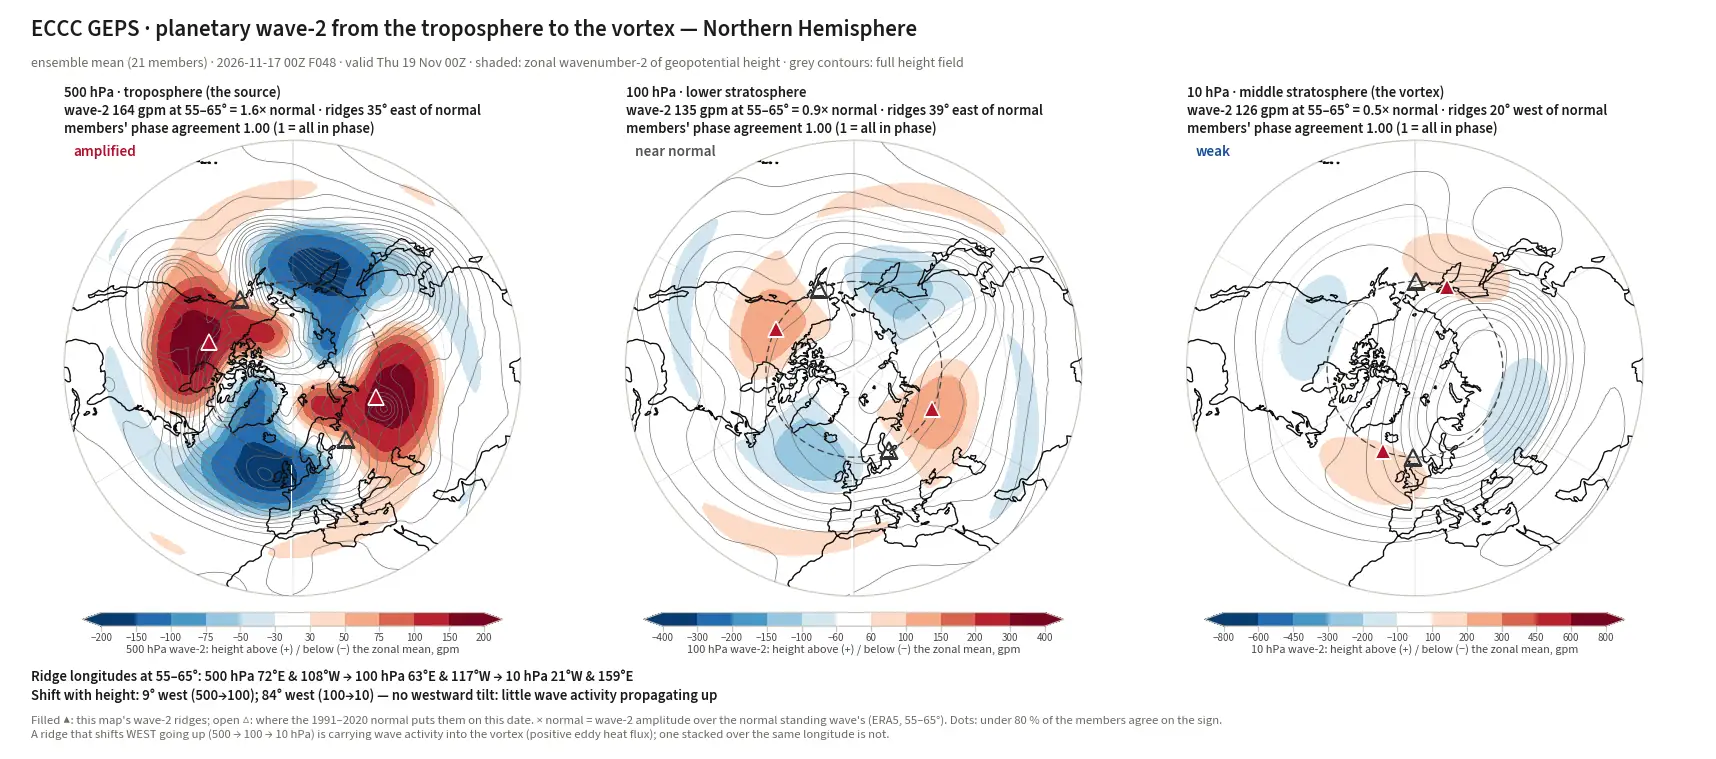 ECCC GEPS · planetary wave-2 from the troposphere to the vortex — Northern Hemisphere
ensemble mean (21 members) · 2026-11-17 00Z F048 · valid Thu 19 Nov 00Z · shaded: zonal wavenumber-2 of geopotential height · grey contours: full height field
500 hPa · troposphere (the source)
wave-2 164 gpm at 55–65° = 1.6× normal · ridges 35° east of normal
members' phase agreement 1.00 (1 = all in phase)
amplified
100 hPa · lower stratosphere
wave-2 135 gpm at 55–65° = 0.9× normal · ridges 39° east of normal
members' phase agreement 1.00 (1 = all in phase)
near normal
10 hPa · middle stratosphere (the vortex)
wave-2 126 gpm at 55–65° = 0.5× normal · ridges 20° west of normal
members' phase agreement 1.00 (1 = all in phase)
weak
−200 −150 −100 −75 −50 −30 30 50 75 100 150 200
500 hPa wave-2: height above (+) / below (−) the zonal mean, gpm
−400 −300 −200 −150 −100 −60 60 100 150 200 300 400
100 hPa wave-2: height above (+) / below (−) the zonal mean, gpm
−800 −600 −450 −300 −200 −100 100 200 300 450 600 800
10 hPa wave-2: height above (+) / below (−) the zonal mean, gpm
Ridge longitudes at 55–65°: 500 hPa 72°E & 108°W → 100 hPa 63°E & 117°W → 10 hPa 21°W & 159°E
Shift with height: 9° west (500→100); 84° west (100→10) — no westward tilt: little wave activity propagating up
Filled ▲: this map's wave-2 ridges; open △: where the 1991–2020 normal puts them on this date. × normal = wave-2 amplitude over the normal standing wave's (ERA5, 55–65°). Dots: under 80 % of the members agree on the sign.
A ridge that shifts WEST going up (500 → 100 → 10 hPa) is carrying wave activity into the vortex (positive eddy heat flux); one stacked over the same longitude is not.